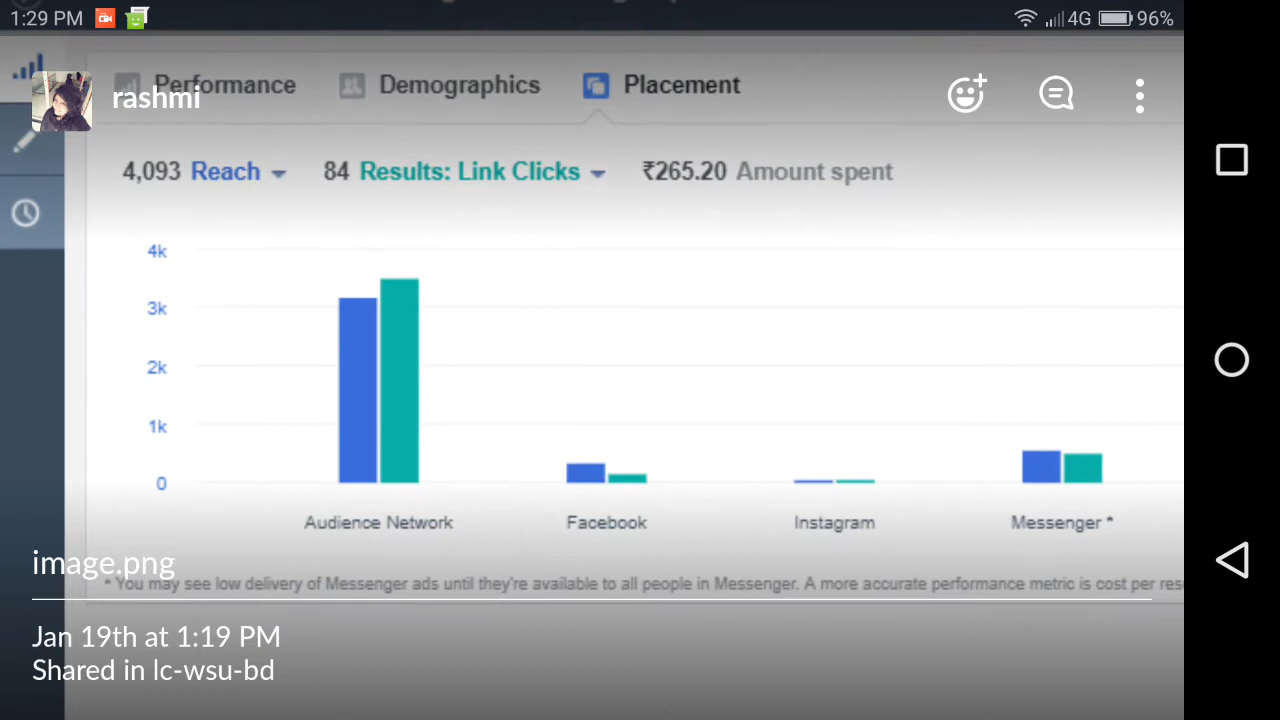 1:29 PM 4G 96%
Performance Demographics Placement
rashmi
4,093 Reach 84 Results: Link Clicks ₹265.20 Amount spent
4k
3k
2k
1k
0
Audience Network Facebook Instagram Messenger *
image.png
* You may see low delivery of Messenger ads until they're available to all people in Messenger. A more accurate performance metric is cost per res
Jan 19th at 1:19 PM
Shared in lc-wsu-bd